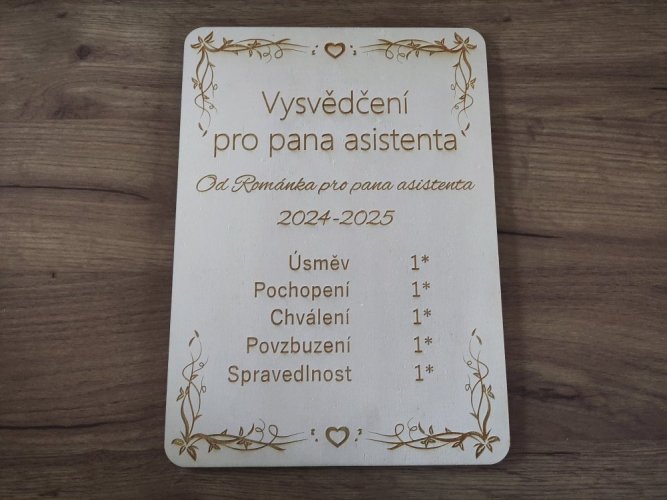 Vysvědčení
pro pana asistenta
Od Románka pro pana asistenta
2024-2025
Úsměv 1*
Pochopení 1*
Chválení 1*
Povzbuzení 1*
Spravedlnost 1*